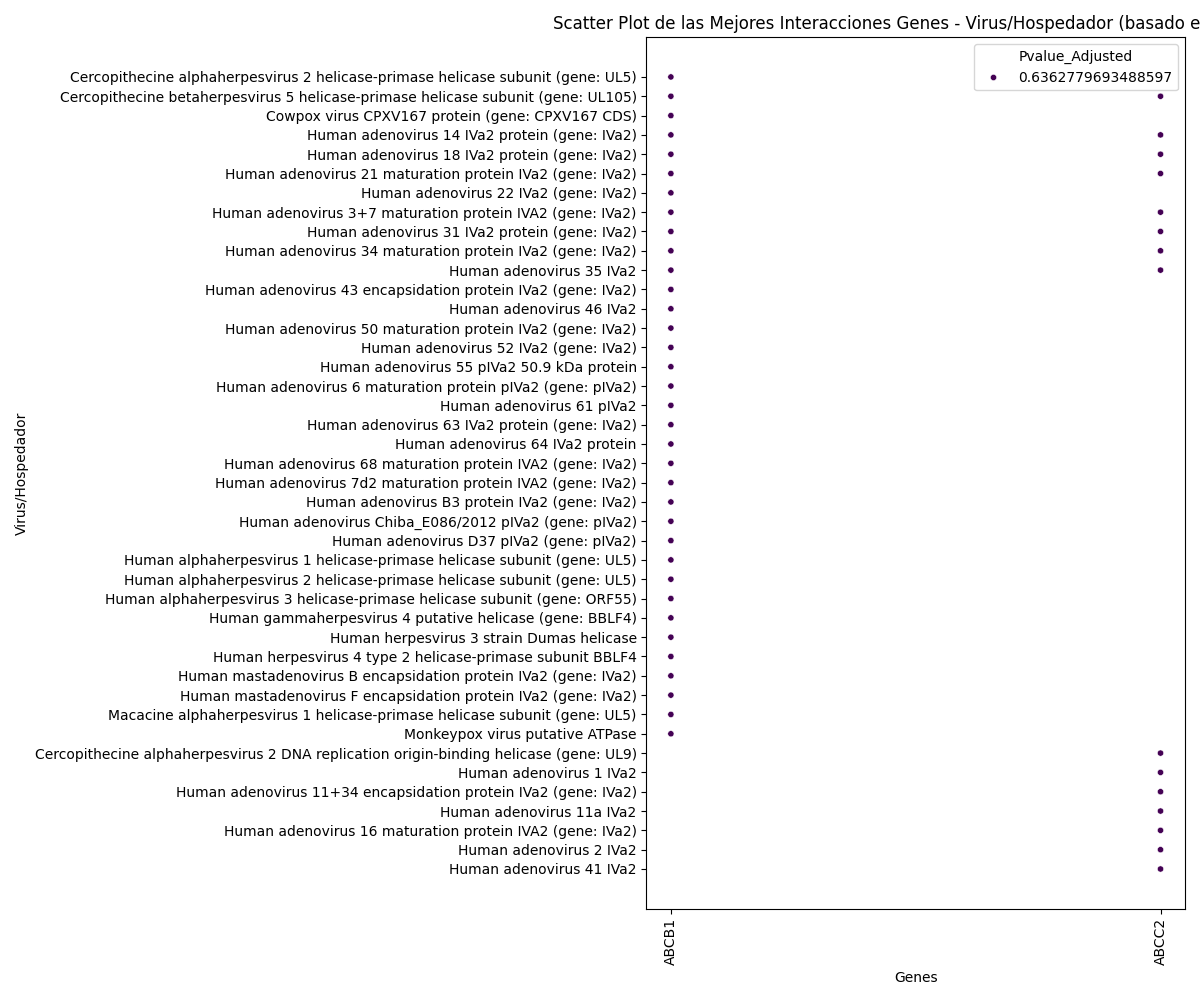 Scatter Plot de las Mejores Interacciones Genes - Virus/Hospedador (basado e
Pvalue_Adjusted
0.6362779693488597
Cercopithecine alphaherpesvirus 2 helicase-primase helicase subunit (gene: UL5)
Cercopithecine betaherpesvirus 5 helicase-primase helicase subunit (gene: UL105)
Cowpox virus CPXV167 protein (gene: CPXV167 CDS)
Human adenovirus 14 IVa2 protein (gene: IVa2)
Human adenovirus 18 IVa2 protein (gene: IVa2)
Human adenovirus 21 maturation protein IVa2 (gene: IVa2)
Human adenovirus 22 IVa2 (gene: IVa2)
Human adenovirus 3+7 maturation protein IVA2 (gene: IVa2)
Human adenovirus 31 IVa2 protein (gene: IVa2)
Human adenovirus 34 maturation protein IVa2 (gene: IVa2)
Human adenovirus 35 IVa2
Human adenovirus 43 encapsidation protein IVa2 (gene: IVa2)
Human adenovirus 46 IVa2
Human adenovirus 50 maturation protein IVa2 (gene: IVa2)
Human adenovirus 52 IVa2 (gene: IVa2)
Human adenovirus 55 pIVa2 50.9 kDa protein
Human adenovirus 6 maturation protein pIVa2 (gene: pIVa2)
Human adenovirus 61 pIVa2
Human adenovirus 63 IVa2 protein (gene: IVa2)
Human adenovirus 64 IVa2 protein
Human adenovirus 68 maturation protein IVA2 (gene: IVa2)
Human adenovirus 7d2 maturation protein IVA2 (gene: IVa2)
Human adenovirus B3 protein IVa2 (gene: IVa2)
Human adenovirus Chiba_E086/2012 pIVa2 (gene: pIVa2)
Human adenovirus D37 pIVa2 (gene: pIVa2)
Human alphaherpesvirus 1 helicase-primase helicase subunit (gene: UL5)
Human alphaherpesvirus 2 helicase-primase helicase subunit (gene: UL5)
Human alphaherpesvirus 3 helicase-primase helicase subunit (gene: ORF55)
Human gammaherpesvirus 4 putative helicase (gene: BBLF4)
Human herpesvirus 3 strain Dumas helicase
Human herpesvirus 4 type 2 helicase-primase subunit BBLF4
Human mastadenovirus B encapsidation protein IVa2 (gene: IVa2)
Human mastadenovirus F encapsidation protein IVa2 (gene: IVa2)
Macacine alphaherpesvirus 1 helicase-primase helicase subunit (gene: UL5)
Monkeypox virus putative ATPase
Cercopithecine alphaherpesvirus 2 DNA replication origin-binding helicase (gene: UL9)
Human adenovirus 1 IVa2
Human adenovirus 11+34 encapsidation protein IVa2 (gene: IVa2)
Human adenovirus 11a IVa2
Human adenovirus 16 maturation protein IVA2 (gene: IVa2)
Human adenovirus 2 IVa2
Human adenovirus 41 IVa2
Virus/Hospedador
ABCB1
ABCC2
Genes